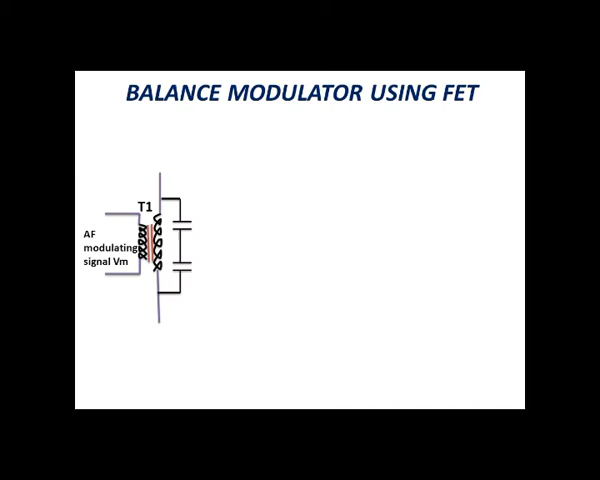 BALANCE MODULATOR USING FET
T1
AF
modulating
signal Vm